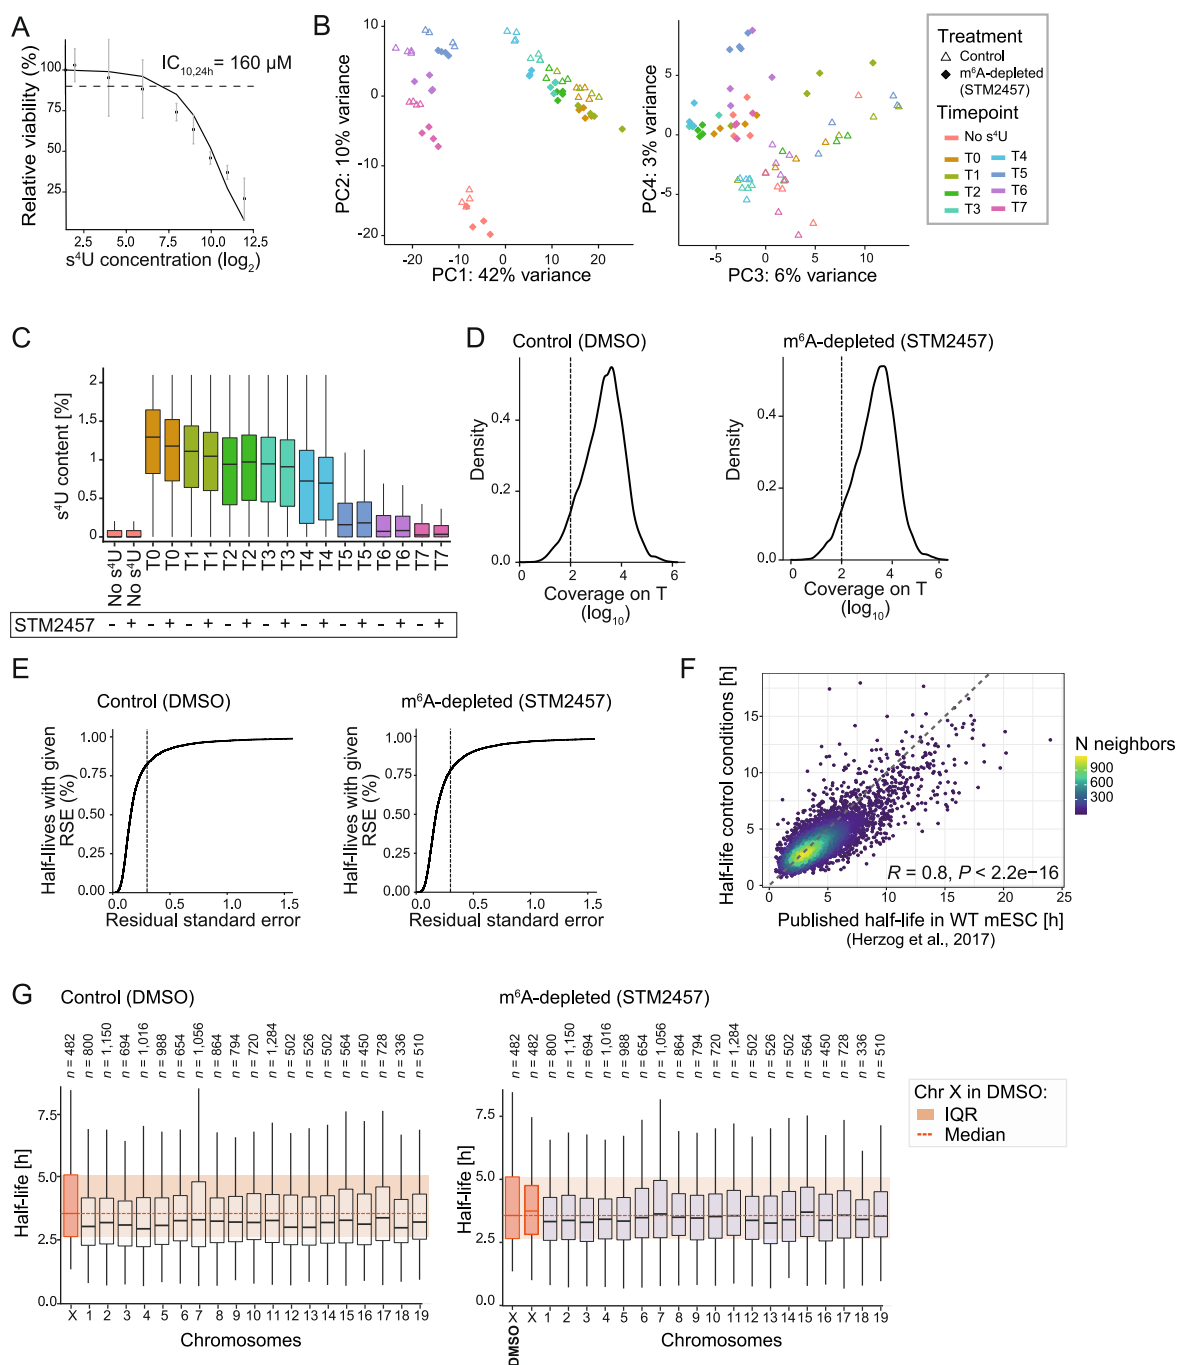 A
Relative viability (%)
100
75
50
25
IC10,24h = 160 µM
2.5 5.0 7.5 10.0 12.5
s⁴U concentration (log₂)
B
PC2: 10% variance
10
0
-10
-20
-20 -10 0 10 20
PC1: 42% variance
PC4: 3% variance
5
0
-5
-5 0 5 10
PC3: 6% variance
Treatment
Control
m⁶A-depleted
(STM2457)
Timepoint
No s⁴U
T0 T4
T1 T5
T2 T6
T3 T7
C
s⁴U content [%]
2
1.5
1
0.5
0
No s⁴U No s⁴U T0 T0 T1 T1 T2 T2 T3 T3 T4 T4 T5 T5 T6 T6 T7 T7
STM2457 - + - + - + - + - + - + - + - + - +
D
Control (DMSO)
Density
0.4
0.2
0.0
0 2 4 6
Coverage on T
(log₁₀)
m⁶A-depleted (STM2457)
Density
0.4
0.2
0.0
0 2 4 6
Coverage on T
(log₁₀)
E
Control (DMSO)
Half-llives with given
RSE (%)
1.00
0.75
0.50
0.25
0.00
0.0 0.5 1.0 1.5
Residual standard error
m⁶A-depleted (STM2457)
Half-llives with given
RSE (%)
1.00
0.75
0.50
0.25
0.00
0.0 0.5 1.0 1.5
Residual standard error
F
Half-life control conditions [h]
15
10
5
0
R = 0.8, P < 2.2e−16
0 5 10 15 20 25
Published half-life in WT mESC [h]
(Herzog et al., 2017)
N neighbors
900
600
300
G
Control (DMSO)
n = 482 n = 800 n = 1,150 n = 694 n = 1,016 n = 988 n = 654 n = 1,056 n = 864 n = 794 n = 720 n = 1,284 n = 502 n = 526 n = 502 n = 564 n = 450 n = 728 n = 336 n = 510
Half-life [h]
7.5
5.0
2.5
0.0
X 1 2 3 4 5 6 7 8 9 10 11 12 13 14 15 16 17 18 19
Chromosomes
m⁶A-depleted (STM2457)
n = 482 n = 482 n = 800 n = 1,150 n = 694 n = 1,016 n = 988 n = 654 n = 1,056 n = 864 n = 794 n = 720 n = 1,284 n = 502 n = 526 n = 502 n = 564 n = 450 n = 728 n = 336 n = 510
Half-life [h]
7.5
5.0
2.5
0.0
DMSO X X 1 2 3 4 5 6 7 8 9 10 11 12 13 14 15 16 17 18 19
Chromosomes
Chr X in DMSO:
IQR
Median